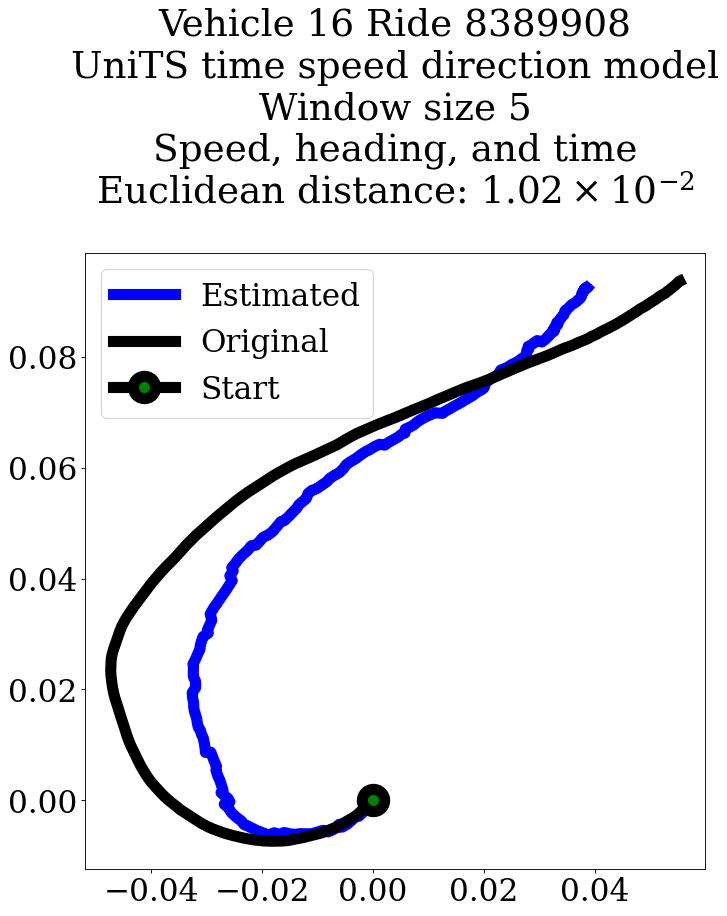 Vehicle 16 Ride 8389908
UniTS time speed direction model
Window size 5
Speed, heading, and time
Euclidean distance: 1.02 × 10⁻²
Estimated
Original
Start
0.08
0.06
0.04
0.02
0.00
−0.04 −0.02 0.00 0.02 0.04